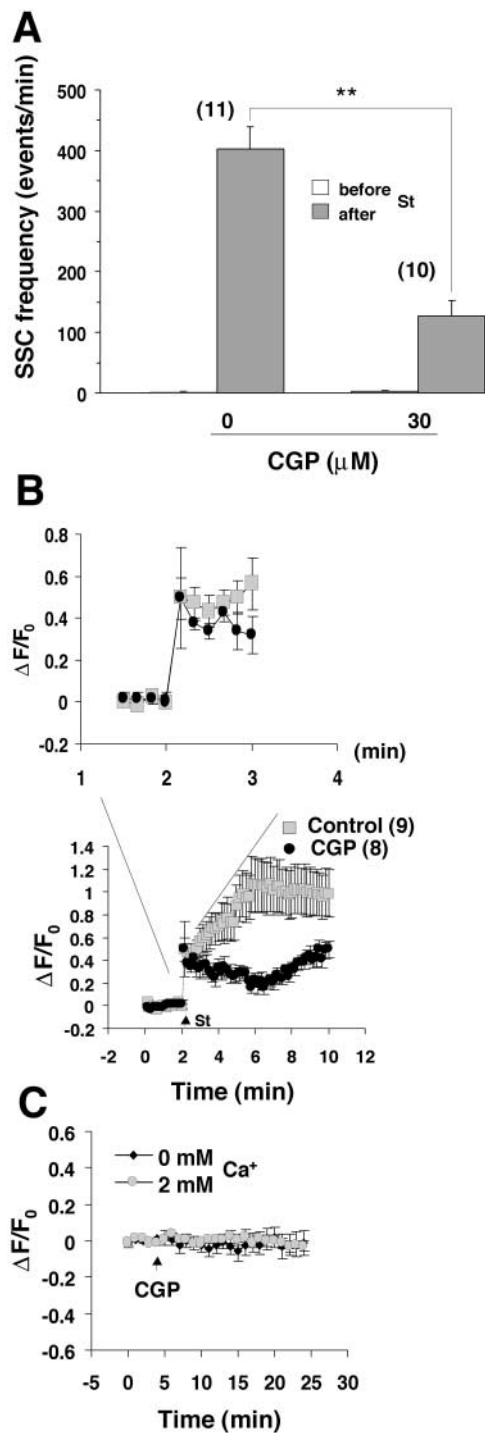 A
SSC frequency (events/min)
500
400
300
200
100
0
(11)
**
before
after
St
(10)
0
30
CGP (μM)
B
ΔF/F0
0.8
0.6
0.4
0.2
0
-0.2
1
2
3
4
(min)
Control (9)
CGP (8)
ΔF/F0
1.4
1.2
1
0.8
0.6
0.4
0.2
0
-0.2
St
-2
0
2
4
6
8
10
12
Time (min)
C
ΔF/F0
0.6
0.4
0.2
0
-0.2
-0.4
-0.6
0 mM
2 mM
Ca+
CGP
-5
0
5
10
15
20
25
30
Time (min)